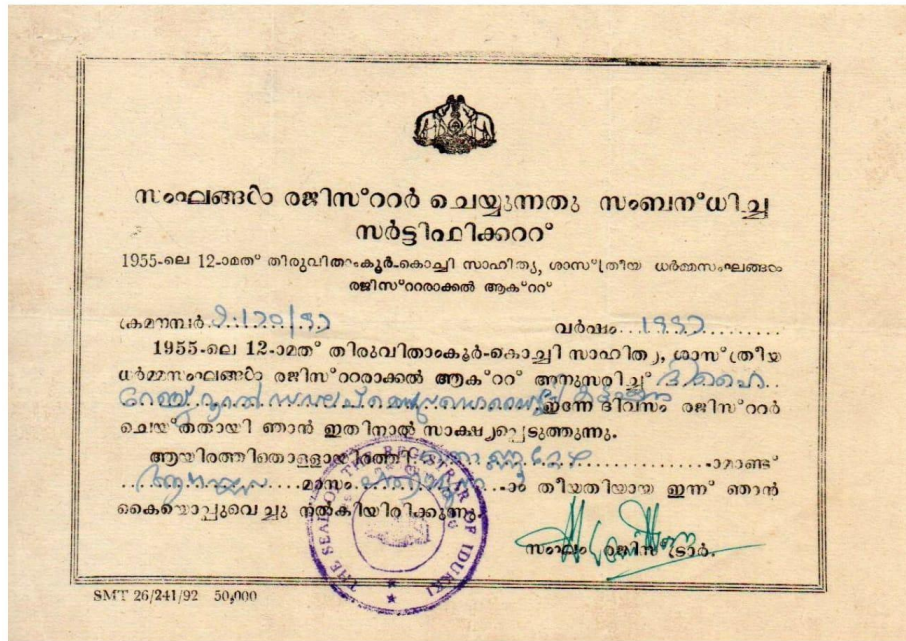 സംഘങ്ങൾ രജിസ്റ്റർ ചെയ്യുന്നതു സംബന്ധിച്ച
സർട്ടിഫിക്കററ്
1955-ലെ 12-ാമത് തിരുവിതാംകൂർ-കൊച്ചി സാഹിത്യ, ശാസ്ത്രീയ ധർമ്മസംഘങ്ങൾ
രജിസ്റ്ററാക്കൽ ആക്ററ്
ക്രമനമ്പർ
വർഷം
1955-ലെ 12-ാമത് തിരുവിതാംകൂർ-കൊച്ചി സാഹിത്യ, ശാസ്ത്രീയ
ധർമ്മസംഘങ്ങൾ രജിസ്റ്ററാക്കൽ ആക്ററ് അനുസരിച്ച് ദി ഹൈ
റേഞ്ച് ഇന്നേ ദിവസം രജിസ്റ്റർ
ചെയ്തതായി ഞാൻ ഇതിനാൽ സാക്ഷ്യപ്പെടുത്തുന്നു.
ആയിരത്തിതൊള്ളായിരത്തി -ാമാണ്ട്
മാസം -ാം തീയതിയായ ഇന്ന് ഞാൻ
കൈയൊപ്പുവെച്ചു നൽകിയിരിക്കുന്നു.
THE SEAL OF THE REGISTRAR OF IDUKKI
സംഘം രജിസ്ട്രാർ.
SMT 26/241/92 50,000